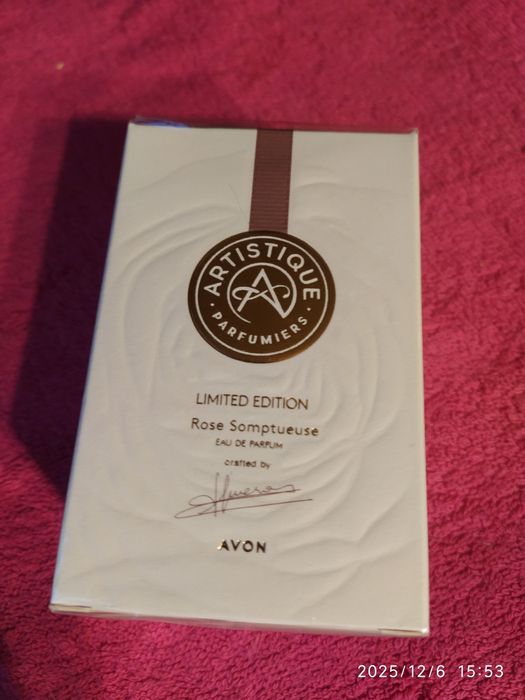 ARTISTIQUE
A
PARFUMIERS
LIMITED EDITION
Rose Somptueuse
EAU DE PARFUM
crafted by
AVON
2025/12/6 15:53